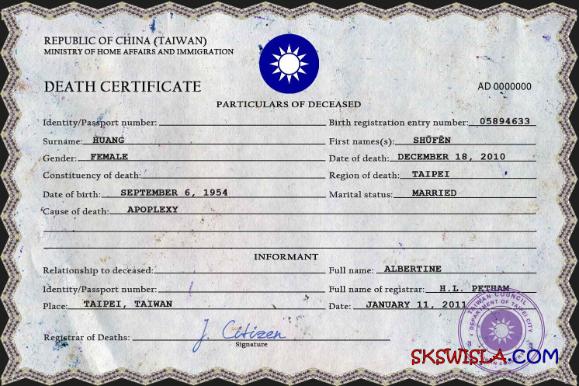 REPUBLIC OF CHINA (TAIWAN)
MINISTRY OF HOME AFFAIRS AND IMMIGRATION
DEATH CERTIFICATE
AD 0000000
PARTICULARS OF DECEASED
Identity/Passport number: Birth registration entry number: 05894633
Surname: HUANG First names(s): SHŪFĒN
Gender: FEMALE Date of death: DECEMBER 18, 2010
Constituency of death: Region of death: TAIPEI
Date of birth: SEPTEMBER 6, 1954 Marital status: MARRIED
Cause of death: APOPLEXY
INFORMANT
Relationship to deceased: Full name: ALBERTINE
Identity/Passport number: Full name of registrar: H.L. PETHAM
Place: TAIPEI, TAIWAN Date: JANUARY 11, 2011
Registrar of Deaths: J. Citizen
Signature
TAIWAN COUNCIL
DEPARTMENT OF TAIPEI CITY
SKSWISLA.COM